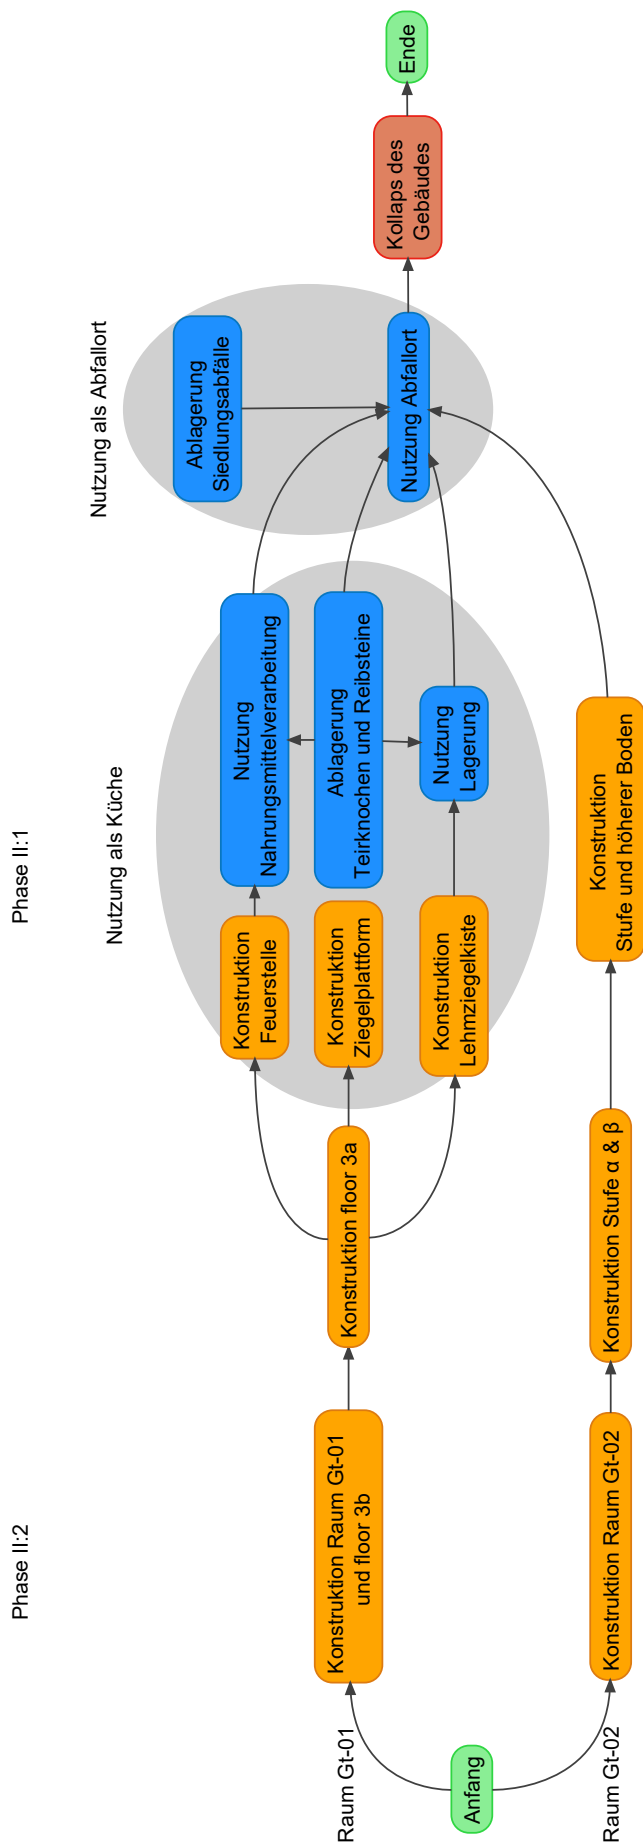 Phase II:2
Phase II:1
Nutzung als Küche
Nutzung als Abfallort
Raum Gt-01
Konstruktion Raum Gt-01
und floor 3b
Konstruktion floor 3a
Konstruktion
Feuerstelle
Konstruktion
Ziegelplattform
Konstruktion
Lehmziegelkiste
Nutzung
Nahrungsmittelverarbeitung
Ablagerung
Teirknochen und Reibsteine
Nutzung
Lagerung
Ablagerung
Siedlungsabfälle
Nutzung Abfallort
Kollaps des
Gebäudes
Ende
Anfang
Raum Gt-02
Konstruktion Raum Gt-02
Konstruktion Stufe α & β
Konstruktion
Stufe und höherer Boden